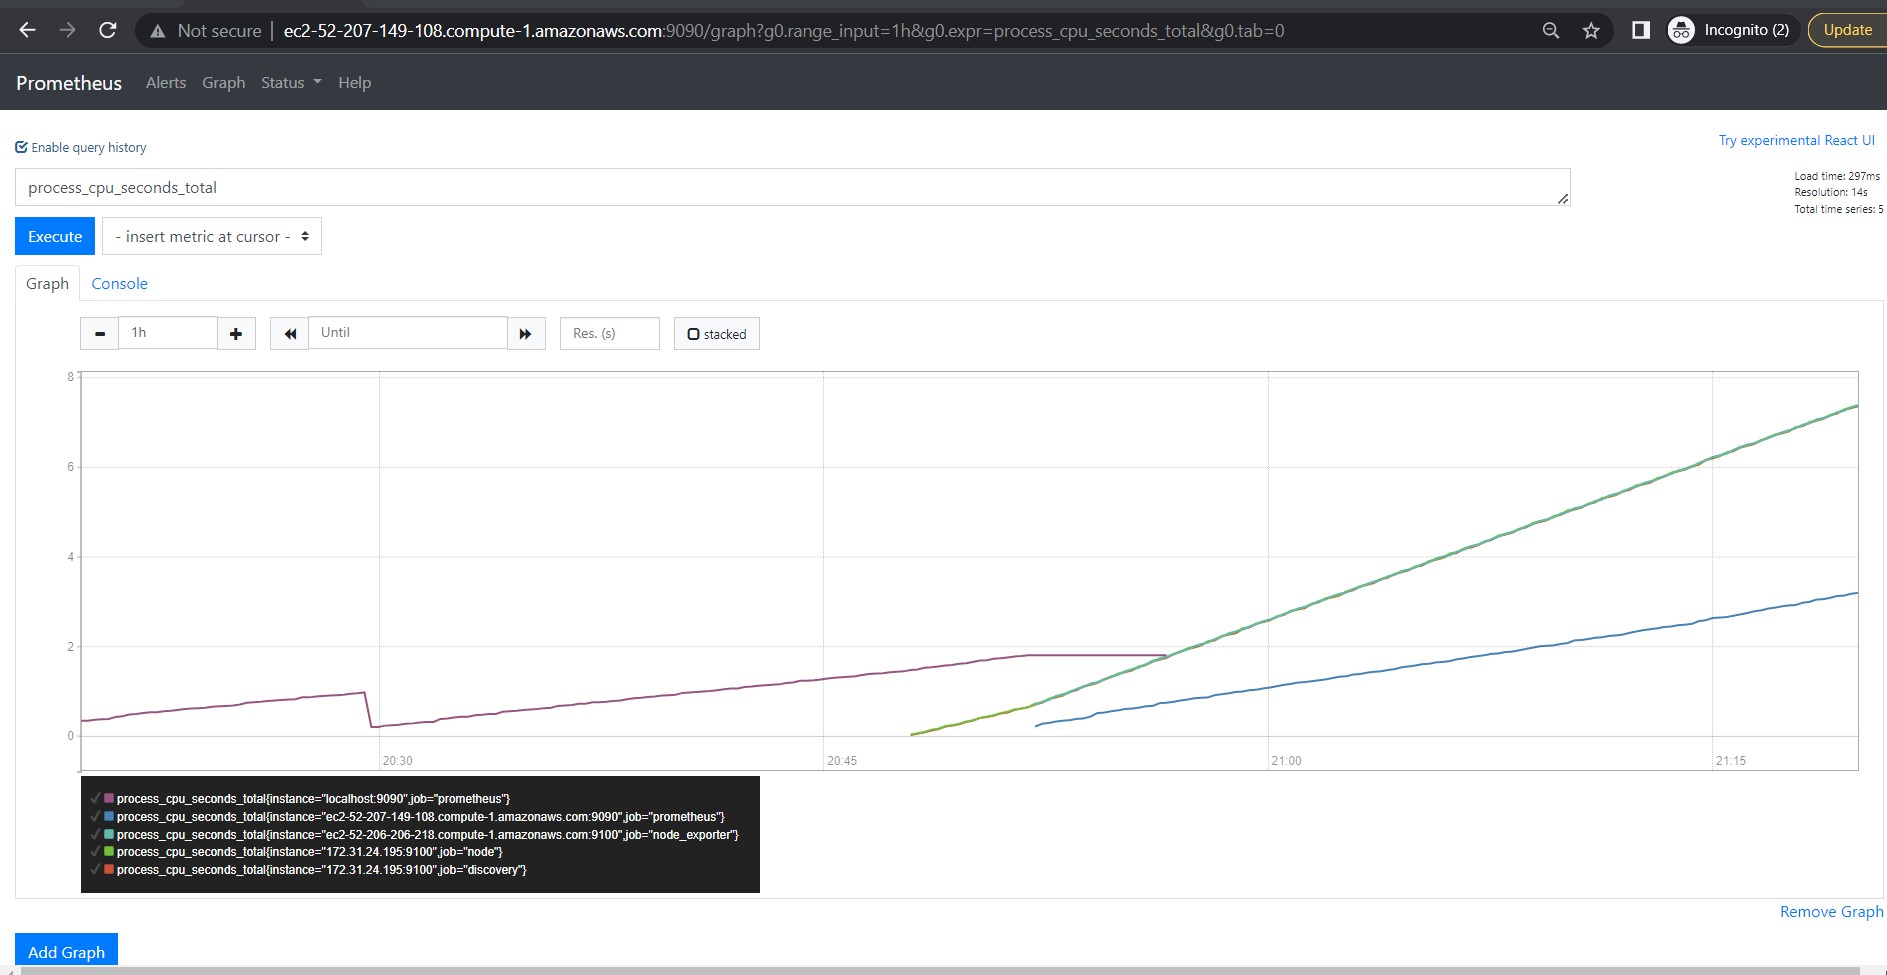 Not secure ec2-52-207-149-108.compute-1.amazonaws.com:9090/graph?g0.range_input=1h&g0.expr=process_cpu_seconds_total&g0.tab=0 Incognito (2) Update
Prometheus Alerts Graph Status Help
Try experimental React UI
Enable query history
process_cpu_seconds_total
Load time: 297ms
Resolution: 14s
Total time series: 5
Execute - insert metric at cursor -
Graph Console
1h Until Res. (s) stacked
8
6
4
2
0
20:30 20:45 21:00 21:15
process_cpu_seconds_total{instance="localhost:9090",job="prometheus"}
process_cpu_seconds_total{instance="ec2-52-207-149-108.compute-1.amazonaws.com:9090",job="prometheus"}
process_cpu_seconds_total{instance="ec2-52-206-206-218.compute-1.amazonaws.com:9100",job="node_exporter"}
process_cpu_seconds_total{instance="172.31.24.195:9100",job="node"}
process_cpu_seconds_total{instance="172.31.24.195:9100",job="discovery"}
Remove Graph
Add Graph